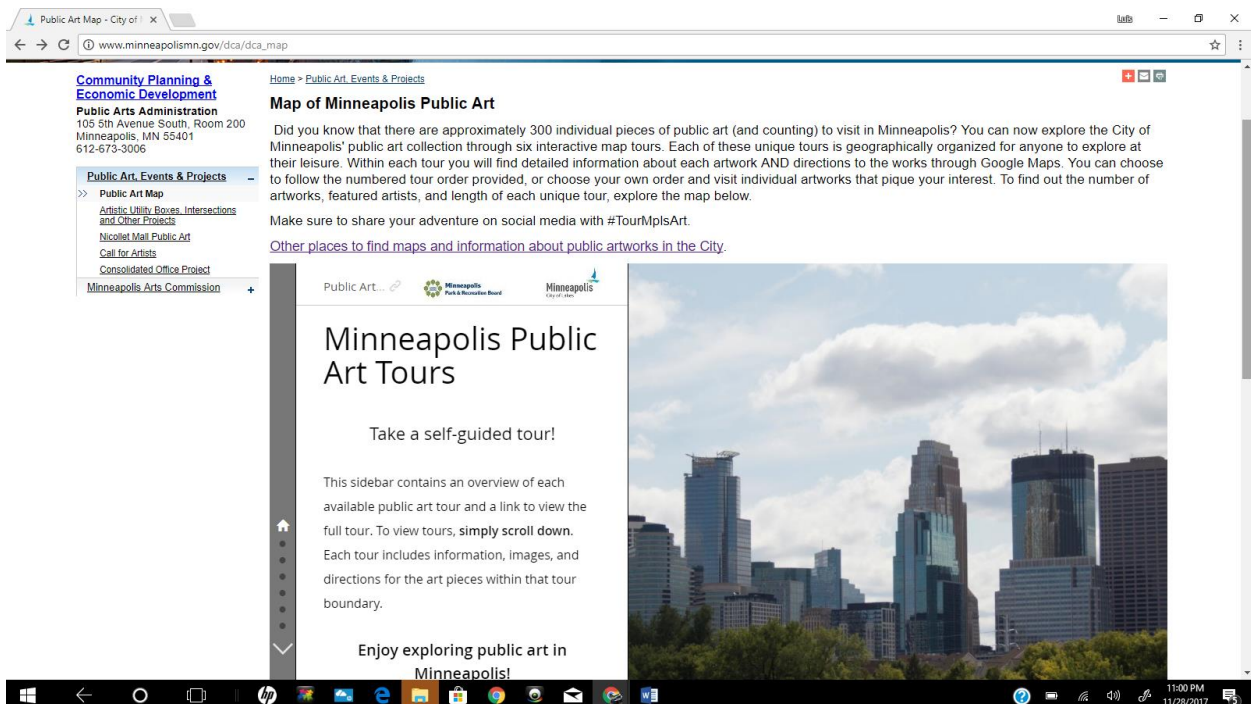 Public Art Map - City of
Lufa
www.minneapolismn.gov/dca/dca_map
Community Planning &
Economic Development
Public Arts Administration
105 5th Avenue South, Room 200
Minneapolis, MN 55401
612-673-3006
Public Art, Events & Projects
Public Art Map
Artistic Utility Boxes, Intersections
and Other Projects
Nicollet Mall Public Art
Call for Artists
Consolidated Office Project
Minneapolis Arts Commission
Home > Public Art, Events & Projects
Map of Minneapolis Public Art
Did you know that there are approximately 300 individual pieces of public art (and counting) to visit in Minneapolis? You can now explore the City of
Minneapolis' public art collection through six interactive map tours. Each of these unique tours is geographically organized for anyone to explore at
their leisure. Within each tour you will find detailed information about each artwork AND directions to the works through Google Maps. You can choose
to follow the numbered tour order provided, or choose your own order and visit individual artworks that pique your interest. To find out the number of
artworks, featured artists, and length of each unique tour, explore the map below.
Make sure to share your adventure on social media with #TourMplsArt.
Other places to find maps and information about public artworks in the City.
Public Art...
Minneapolis
Park & Recreation Board
Minneapolis
City of Lakes
Minneapolis Public
Art Tours
Take a self-guided tour!
This sidebar contains an overview of each
available public art tour and a link to view the
full tour. To view tours, simply scroll down.
Each tour includes information, images, and
directions for the art pieces within that tour
boundary.
Enjoy exploring public art in
Minneapolis!
hp
11:00 PM
11/28/2017